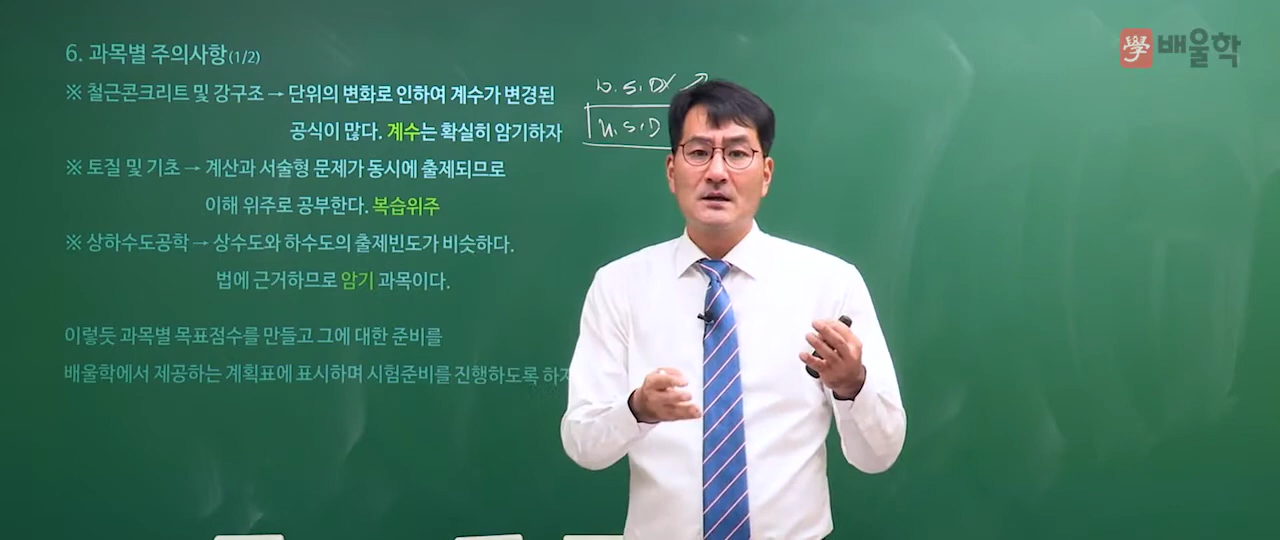 學 배울학
6. 과목별 주의사항(1/2)
※ 철근콘크리트 및 강구조 → 단위의 변화로 인하여 계수가 변경된
공식이 많다. 계수는 확실히 암기하자
W.S.D
U.S.D
※ 토질 및 기초 → 계산과 서술형 문제가 동시에 출제되므로
이해 위주로 공부한다. 복습위주
※ 상하수도공학 → 상수도와 하수도의 출제빈도가 비슷하다.
법에 근거하므로 암기 과목이다.
이렇듯 과목별 목표점수를 만들고 그에 대한 준비를
배울학에서 제공하는 계획표에 표시하며 시험준비를 진행하도록 하자